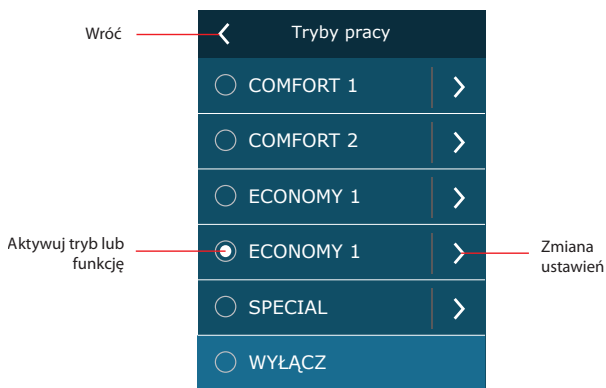 Wróć
Tryby pracy
COMFORT 1
COMFORT 2
ECONOMY 1
Aktywuj tryb lub
funkcję
ECONOMY 1
Zmiana
ustawień
SPECIAL
WYŁĄCZ